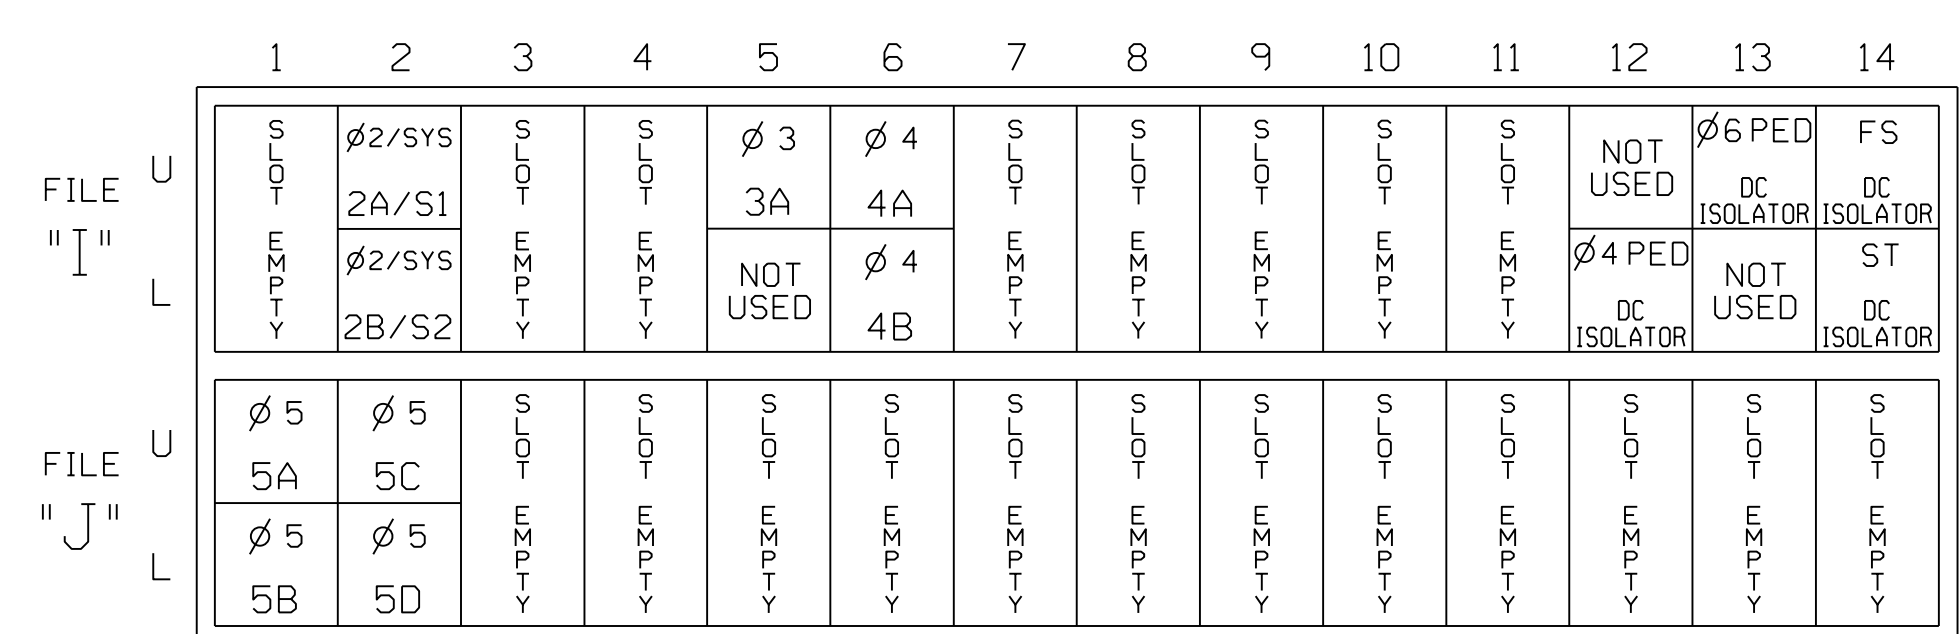 1 2 3 4 5 6 7 8 9 10 11 12 13 14
FILE "I"
U
L
SLOT EMPTY
Ø2/SYS
2A/S1
Ø2/SYS
2B/S2
SLOT EMPTY
SLOT EMPTY
Ø 3
3A
NOT
USED
Ø 4
4A
Ø 4
4B
SLOT EMPTY
SLOT EMPTY
SLOT EMPTY
SLOT EMPTY
SLOT EMPTY
NOT
USED
Ø4 PED
DC
ISOLATOR
Ø6 PED
DC
ISOLATOR
NOT
USED
FS
DC
ISOLATOR
ST
DC
ISOLATOR
FILE "J"
U
L
Ø 5
5A
Ø 5
5B
Ø 5
5C
Ø 5
5D
SLOT EMPTY
SLOT EMPTY
SLOT EMPTY
SLOT EMPTY
SLOT EMPTY
SLOT EMPTY
SLOT EMPTY
SLOT EMPTY
SLOT EMPTY
SLOT EMPTY
SLOT EMPTY
SLOT EMPTY